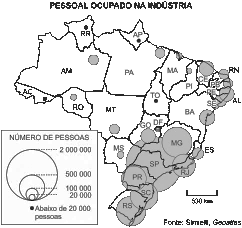 PESSOAL OCUPADO NA INDÚSTRIA
RR
AP
AM
PA
MA
CE
RN
PI
AC
RO
TO
SE
AL
MT
BA
GO
DF
MS
MG
ES
SP
RJ
PR
SC
RS
NÚMERO DE PESSOAS
2 000 000
500 000
100 000
20 000
Abaixo de 20 000
pessoas
530 km
Fonte: Simielli, Geoatlas